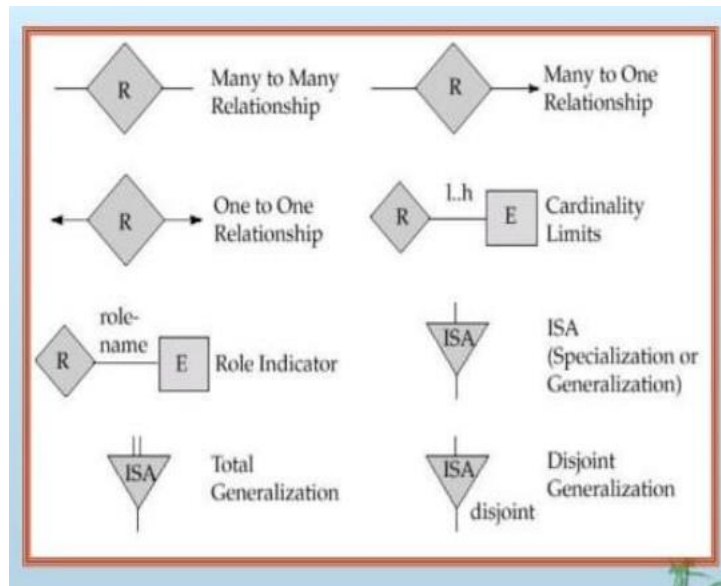 R
Many to Many
Relationship
R
Many to One
Relationship
R
One to One
Relationship
R
l..h
E
Cardinality
Limits
R
role-
name
E
Role Indicator
ISA
ISA
(Specialization or
Generalization)
ISA
Total
Generalization
ISA
disjoint
Disjoint
Generalization